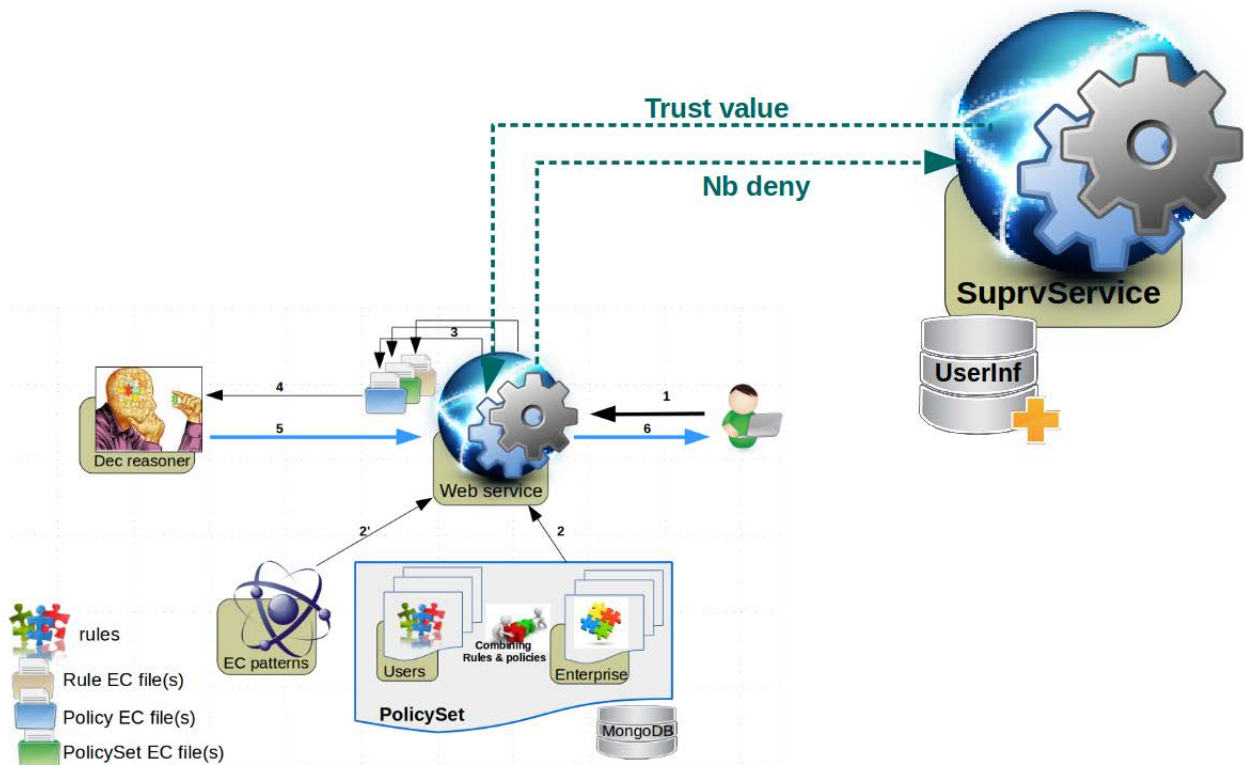 Trust value
Nb deny
SuprvService
UserInf
3
4
1
5
6
Dec reasoner
Web service
2'
2
EC patterns
Users
Combining
Rules & policies
Enterprise
PolicySet
MongoDB
rules
Rule EC file(s)
Policy EC file(s)
PolicySet EC file(s)